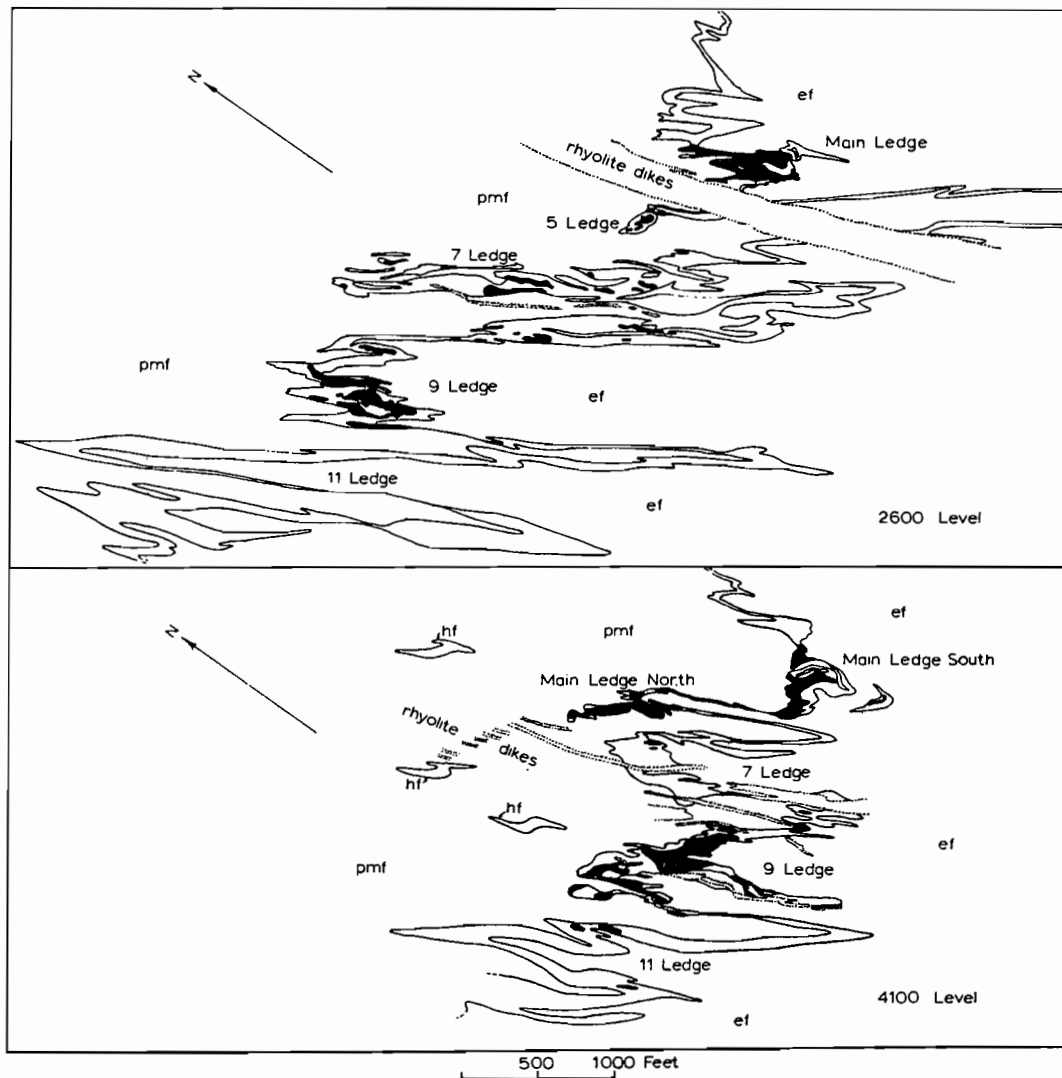 N
ef
Main Ledge
rhyolite dikes
pmf
5 Ledge
7 Ledge
pmf
9 Ledge
ef
11 Ledge
ef
2600 Level
N
hf
pmf
ef
Main Ledge South
Main Ledge North
rhyolite
dikes
hf
7 Ledge
hf
ef
pmf
9 Ledge
11 Ledge
4100 Level
ef
500 1000 Feet